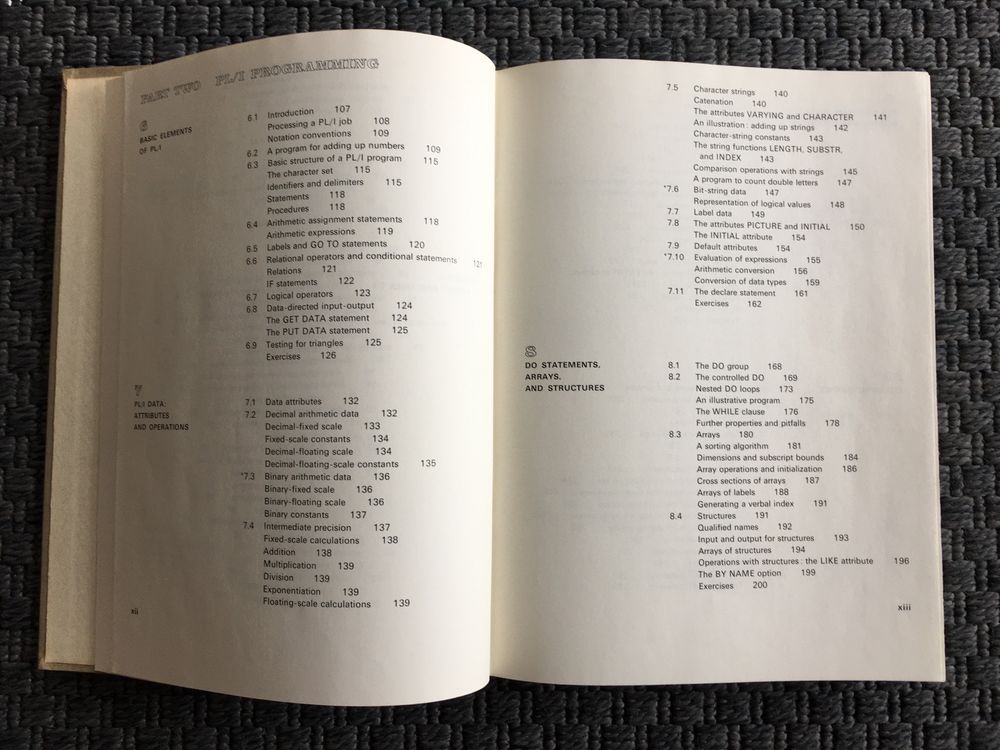 PART TWO PL/I PROGRAMMING
6
BASIC ELEMENTS
OF PL/I
6.1 Introduction 107
Processing a PL/I job 108
Notation conventions 109
6.2 A program for adding up numbers 109
6.3 Basic structure of a PL/I program 115
The character set 115
Identifiers and delimiters 115
Statements 118
Procedures 118
6.4 Arithmetic assignment statements 118
Arithmetic expressions 119
6.5 Labels and GO TO statements 120
6.6 Relational operators and conditional statements 121
Relations 121
IF statements 122
6.7 Logical operators 123
6.8 Data-directed input-output 124
The GET DATA statement 124
The PUT DATA statement 125
6.9 Testing for triangles 125
Exercises 126
7
PL/I DATA:
ATTRIBUTES
AND OPERATIONS
7.1 Data attributes 132
7.2 Decimal arithmetic data 132
Decimal-fixed scale 133
Fixed-scale constants 134
Decimal-floating scale 134
Decimal-floating-scale constants 135
*7.3 Binary arithmetic data 136
Binary-fixed scale 136
Binary-floating scale 136
Binary constants 137
7.4 Intermediate precision 137
Fixed-scale calculations 138
Addition 138
Multiplication 139
Division 139
Exponentiation 139
Floating-scale calculations 139
xii
7.5 Character strings 140
Catenation 140
The attributes VARYING and CHARACTER 141
An illustration: adding up strings 142
Character-string constants 143
The string functions LENGTH, SUBSTR,
and INDEX 143
Comparison operations with strings 145
A program to count double letters 147
*7.6 Bit-string data 147
Representation of logical values 148
7.7 Label data 149
7.8 The attributes PICTURE and INITIAL 150
The INITIAL attribute 154
7.9 Default attributes 154
*7.10 Evaluation of expressions 155
Arithmetic conversion 156
Conversion of data types 159
7.11 The declare statement 161
Exercises 162
8
DO STATEMENTS,
ARRAYS,
AND STRUCTURES
8.1 The DO group 168
8.2 The controlled DO 169
Nested DO loops 173
An illustrative program 175
The WHILE clause 176
Further properties and pitfalls 178
8.3 Arrays 180
A sorting algorithm 181
Dimensions and subscript bounds 184
Array operations and initialization 186
Cross sections of arrays 187
Arrays of labels 188
Generating a verbal index 191
8.4 Structures 191
Qualified names 192
Input and output for structures 193
Arrays of structures 194
Operations with structures: the LIKE attribute 196
The BY NAME option 199
Exercises 200
xiii